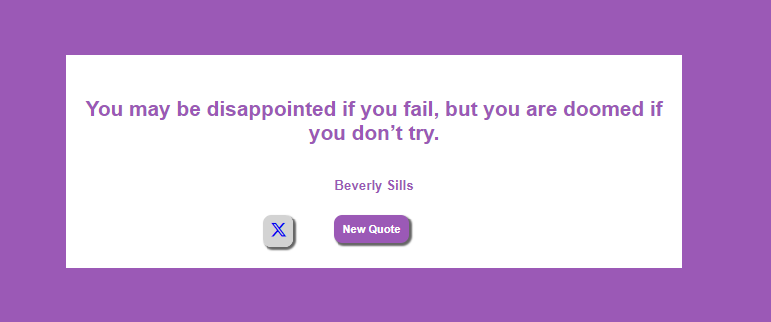 You may be disappointed if you fail, but you are doomed if
you don’t try.
Beverly Sills
𝕏 New Quote